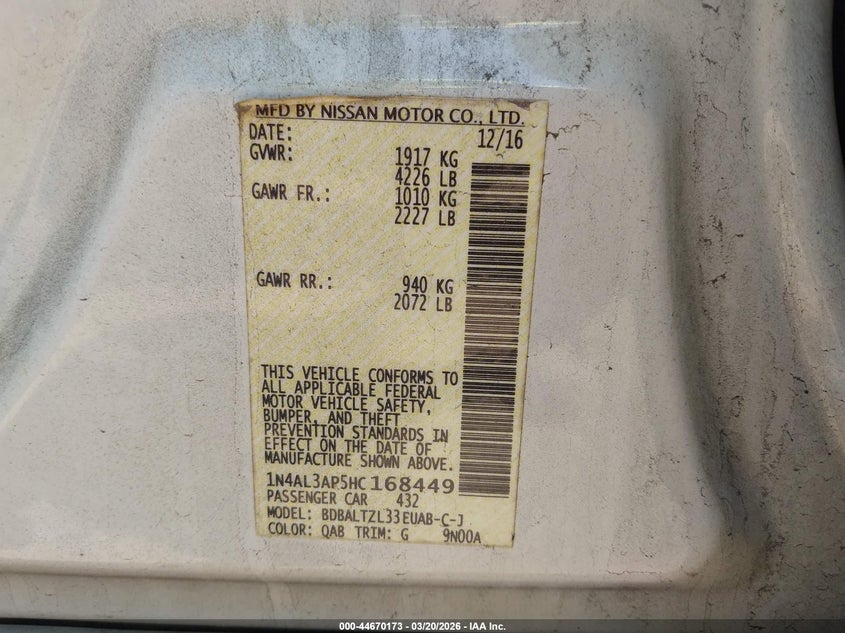 MFD BY NISSAN MOTOR CO., LTD.
DATE: 12/16
GVWR: 1917 KG
4226 LB
GAWR FR.: 1010 KG
2227 LB
GAWR RR.: 940 KG
2072 LB
THIS VEHICLE CONFORMS TO
ALL APPLICABLE FEDERAL
MOTOR VEHICLE SAFETY,
BUMPER, AND THEFT
PREVENTION STANDARDS IN
EFFECT ON THE DATE OF
MANUFACTURE SHOWN ABOVE.
1N4AL3AP5HC168449
PASSENGER CAR 432
MODEL: BDBALTZL33EUAB-C-J
COLOR: QAB TRIM: G 9N00A
000-44670173 — 03/20/2026 — IAA Inc.